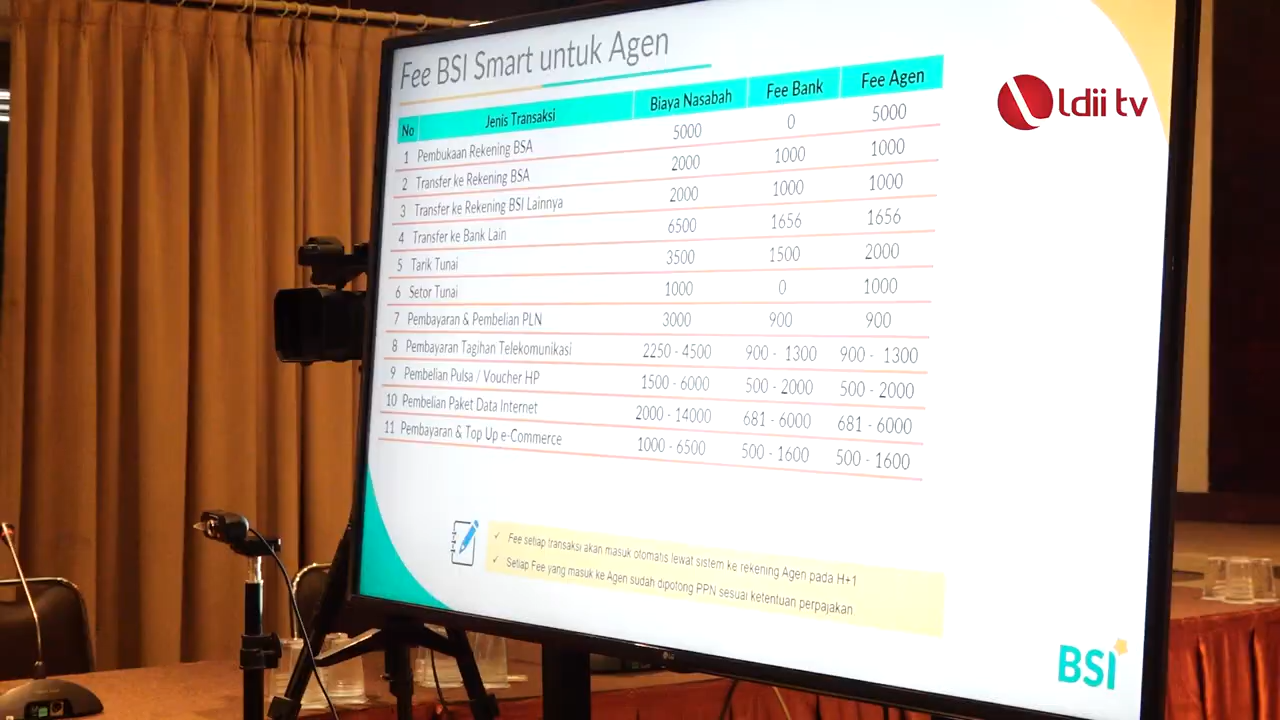 Fee BSI Smart untuk Agen
ldii tv
No Jenis Transaksi Biaya Nasabah Fee Bank Fee Agen
1 Pembukaan Rekening BSA 5000 0 5000
2 Transfer ke Rekening BSA 2000 1000 1000
3 Transfer ke Rekening BSI Lainnya 2000 1000 1000
4 Transfer ke Bank Lain 6500 1656 1656
5 Tarik Tunai 3500 1500 2000
6 Setor Tunai 1000 0 1000
7 Pembayaran & Pembelian PLN 3000 900 900
8 Pembayaran Tagihan Telekomunikasi 2250 - 4500 900 - 1300 900 - 1300
9 Pembelian Pulsa / Voucher HP 1500 - 6000 500 - 2000 500 - 2000
10 Pembelian Paket Data Internet 2000 - 14000 681 - 6000 681 - 6000
11 Pembayaran & Top Up e-Commerce 1000 - 6500 500 - 1600 500 - 1600
✓ Fee setiap transaksi akan masuk otomatis lewat sistem ke rekening Agen pada H+1
✓ Setiap Fee yang masuk ke Agen sudah dipotong PPN sesuai ketentuan perpajakan
BSI
LG